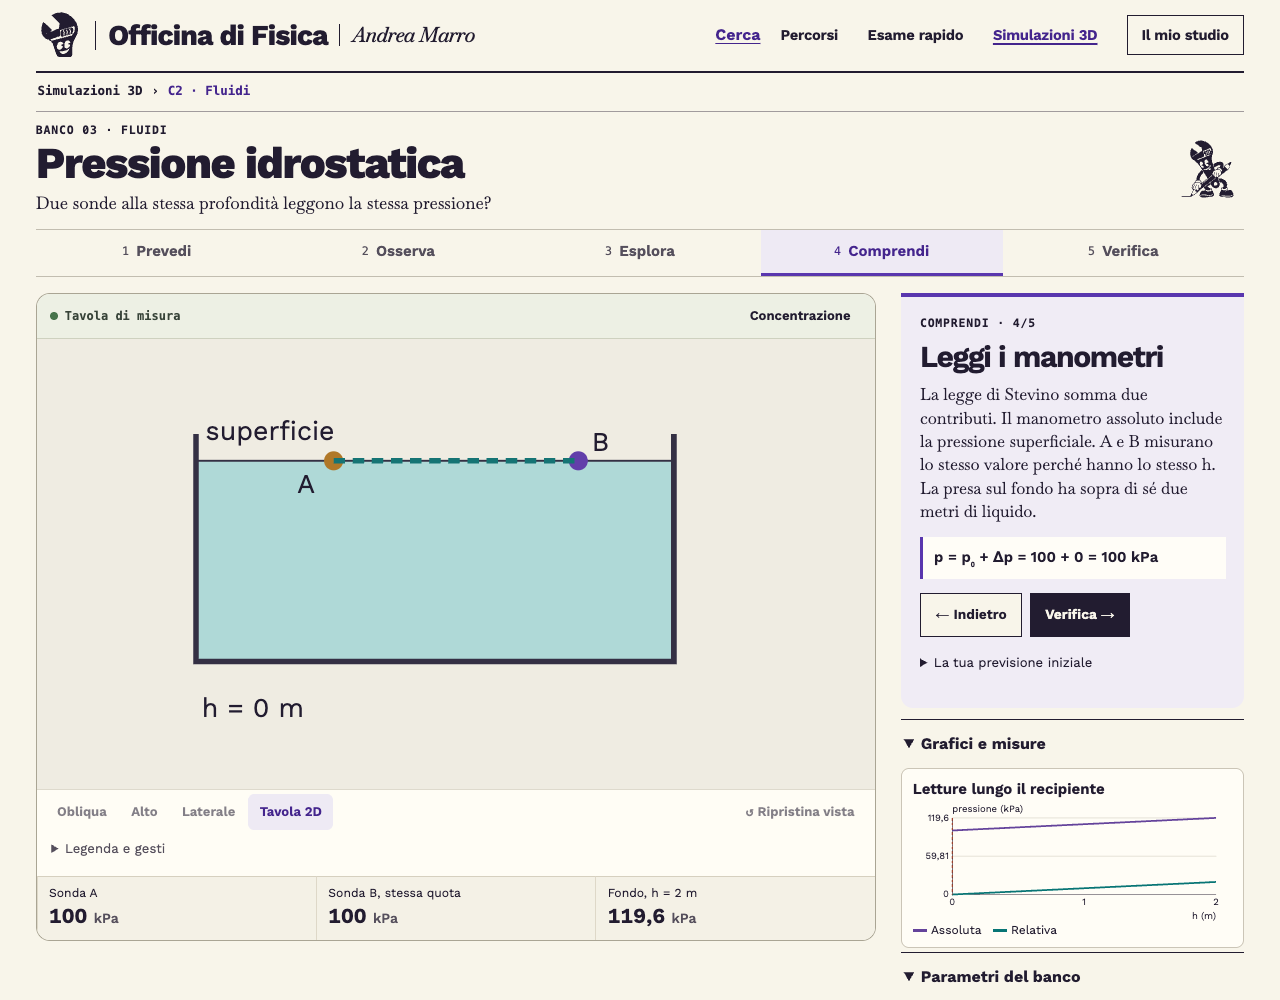 Officina di Fisica
Andrea Marro
Cerca
Percorsi
Esame rapido
Simulazioni 3D
Il mio studio
Simulazioni 3D › C2 · Fluidi
BANCO 03 · FLUIDI
Pressione idrostatica
Due sonde alla stessa profondità leggono la stessa pressione?
1 Prevedi
2 Osserva
3 Esplora
4 Comprendi
5 Verifica
Tavola di misura
Concentrazione
superficie
B
A
h = 0 m
Obliqua
Alto
Laterale
Tavola 2D
↺ Ripristina vista
▶ Legenda e gesti
Sonda A
100 kPa
Sonda B, stessa quota
100 kPa
Fondo, h = 2 m
119,6 kPa
COMPRENDI · 4/5
Leggi i manometri
La legge di Stevino somma due
contributi. Il manometro assoluto include
la pressione superficiale. A e B misurano
lo stesso valore perché hanno lo stesso h.
La presa sul fondo ha sopra di sé due
metri di liquido.
p = p₀ + Δp = 100 + 0 = 100 kPa
← Indietro
Verifica →
▶ La tua previsione iniziale
▼ Grafici e misure
Letture lungo il recipiente
pressione (kPa)
119,6
59,81
0
0
1
2
h (m)
Assoluta
Relativa
▼ Parametri del banco